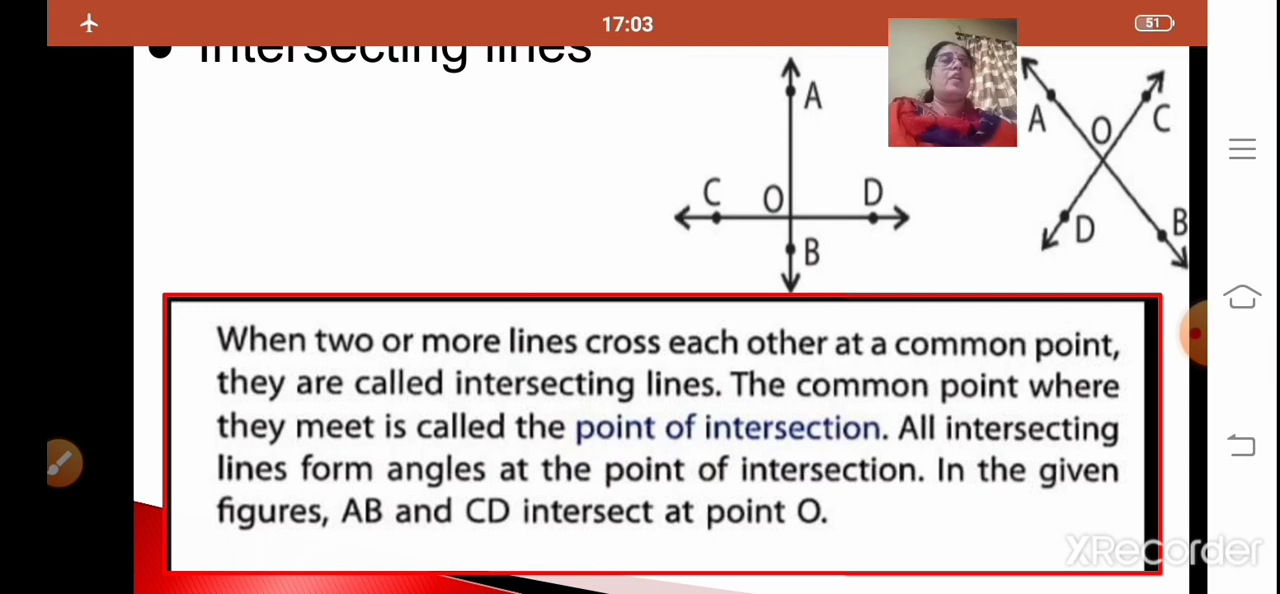 17:03
51
Intersecting lines
A
C
O
D
B
A
O
C
D
B
When two or more lines cross each other at a common point,
they are called intersecting lines. The common point where
they meet is called the point of intersection. All intersecting
lines form angles at the point of intersection. In the given
figures, AB and CD intersect at point O.
XRecorder